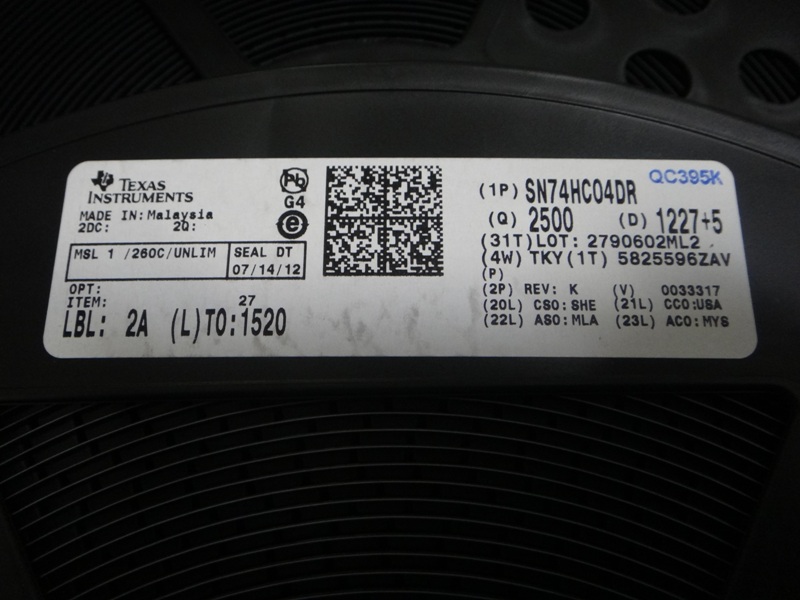 TEXAS
INSTRUMENTS
MADE IN: Malaysia
2DC: 2Q:
MSL 1 /260C/UNLIM
SEAL DT
07/14/12
OPT:
ITEM: 27
LBL: 2A (L)TO:1520
Pb
G4
e
QC395K
(1P) SN74HC04DR
(Q) 2500 (D) 1227+5
(31T)LOT: 2790602ML2
(4W) TKY(1T) 5825596ZAV
(P)
(2P) REV: K (V) 0033317
(20L) CSO:SHE (21L) CCO:USA
(22L) ASO:MLA (23L) ACO:MYS